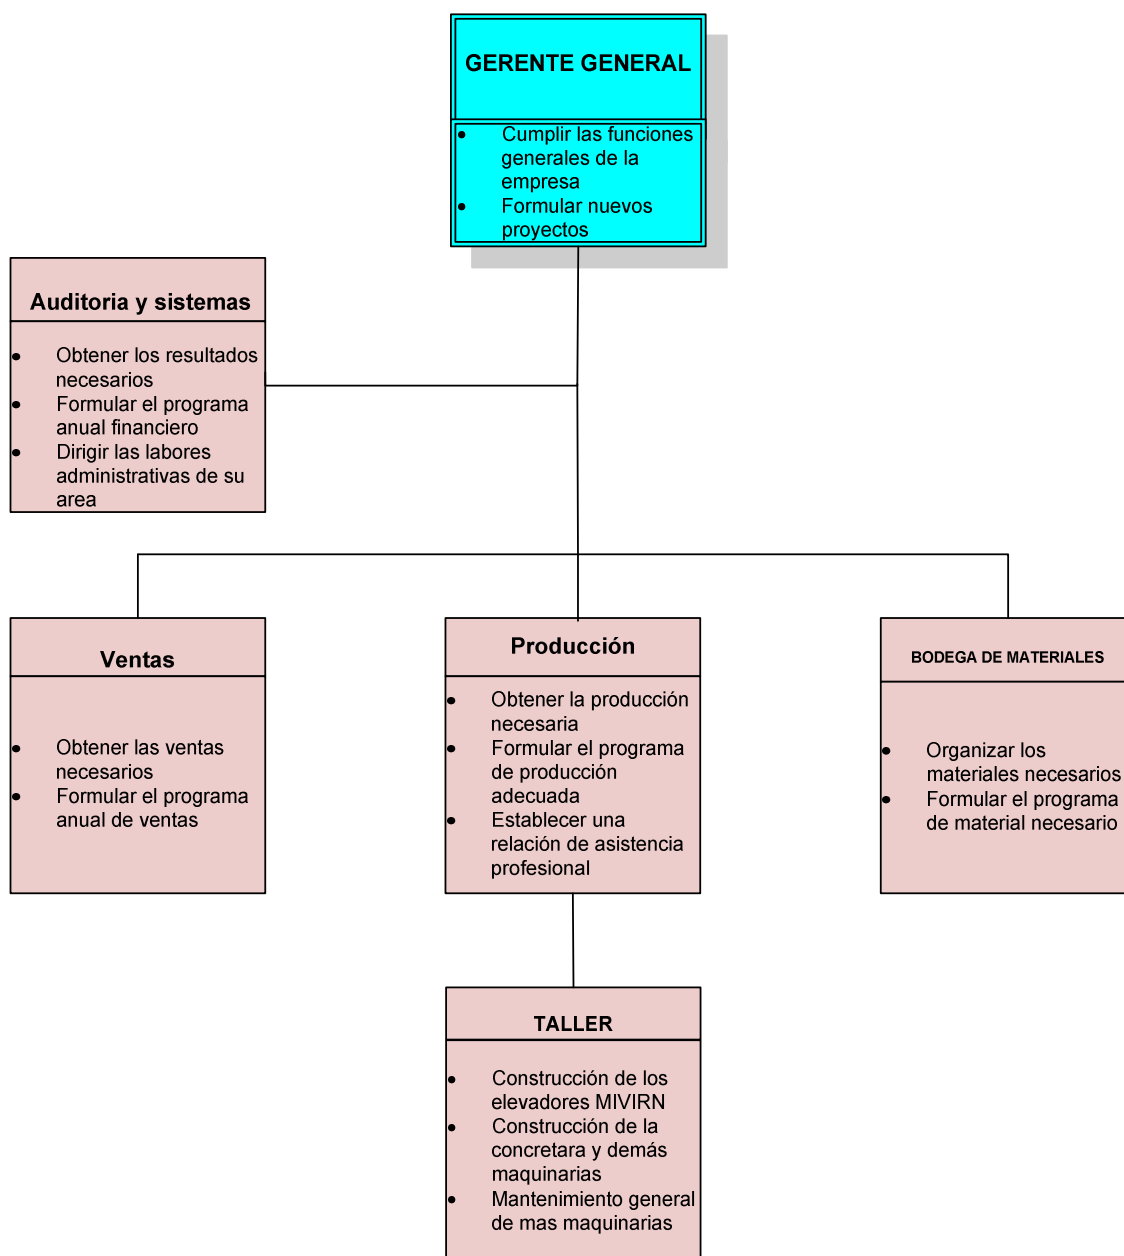 GERENTE GENERAL
• Cumplir las funciones
generales de la
empresa
• Formular nuevos
proyectos
Auditoria y sistemas
• Obtener los resultados
necesarios
• Formular el programa
anual financiero
• Dirigir las labores
administrativas de su
area
Ventas
• Obtener las ventas
necesarios
• Formular el programa
anual de ventas
Producción
• Obtener la producción
necesaria
• Formular el programa
de producción
adecuada
• Establecer una
relación de asistencia
profesional
BODEGA DE MATERIALES
• Organizar los
materiales necesarios
• Formular el programa
de material necesario
TALLER
• Construcción de los
elevadores MIVIRN
• Construcción de la
concretara y demás
maquinarias
• Mantenimiento general
de mas maquinarias